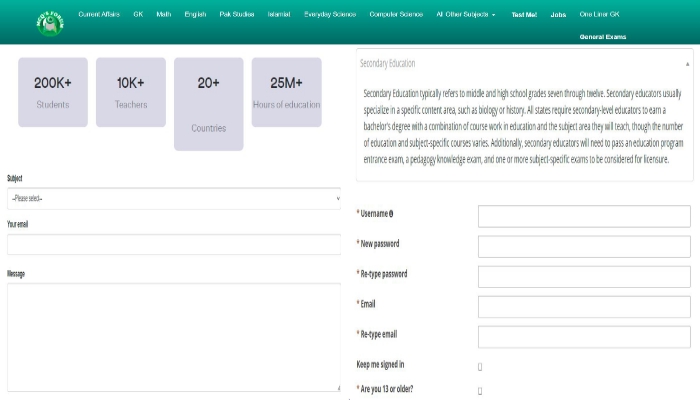 MCQ'S FORUM
Current Affairs GK Math English Pak Studies Islamiat Everyday Science Computer Science All Other Subjects Test Me! Jobs One Liner GK
General Exams
200K+ 10K+ 20+ 25M+
Students Teachers Countries Hours of education
Subject
--Please select--
Your email
Message
Secondary Education
Secondary Education typically refers to middle and high school grades seven through twelve. Secondary educators usually
specialize in a specific content area, such as biology or history. All states require secondary-level educators to earn a
bachelor's degree with a combination of course work in education and the subject area they will teach, though the number
of education and subject-specific courses varies. Additionally, secondary educators will need to pass an education program
entrance exam, a pedagogy knowledge exam, and one or more subject-specific exams to be considered for licensure.
* Username
* New password
* Re-type password
* Email
* Re-type email
Keep me signed in
* Are you 13 or older?